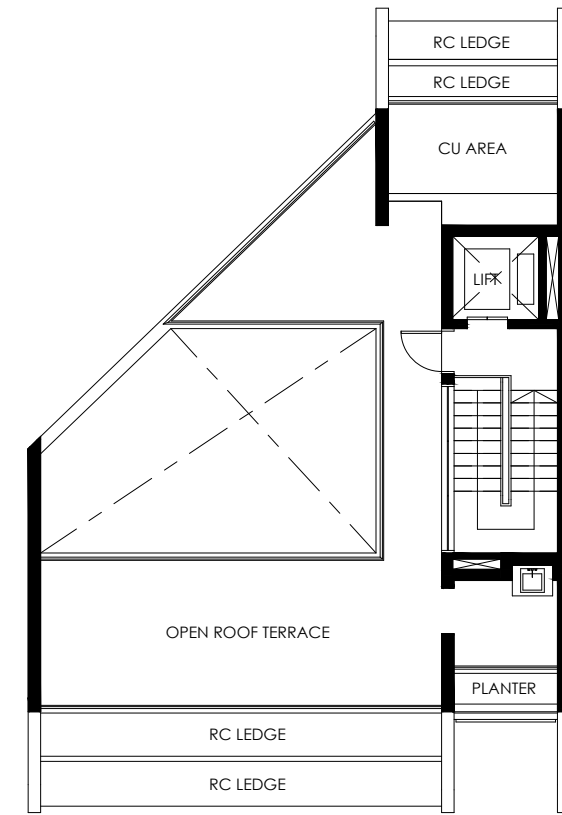 RC LEDGE
RC LEDGE
CU AREA
LIFT
OPEN ROOF TERRACE
PLANTER
RC LEDGE
RC LEDGE